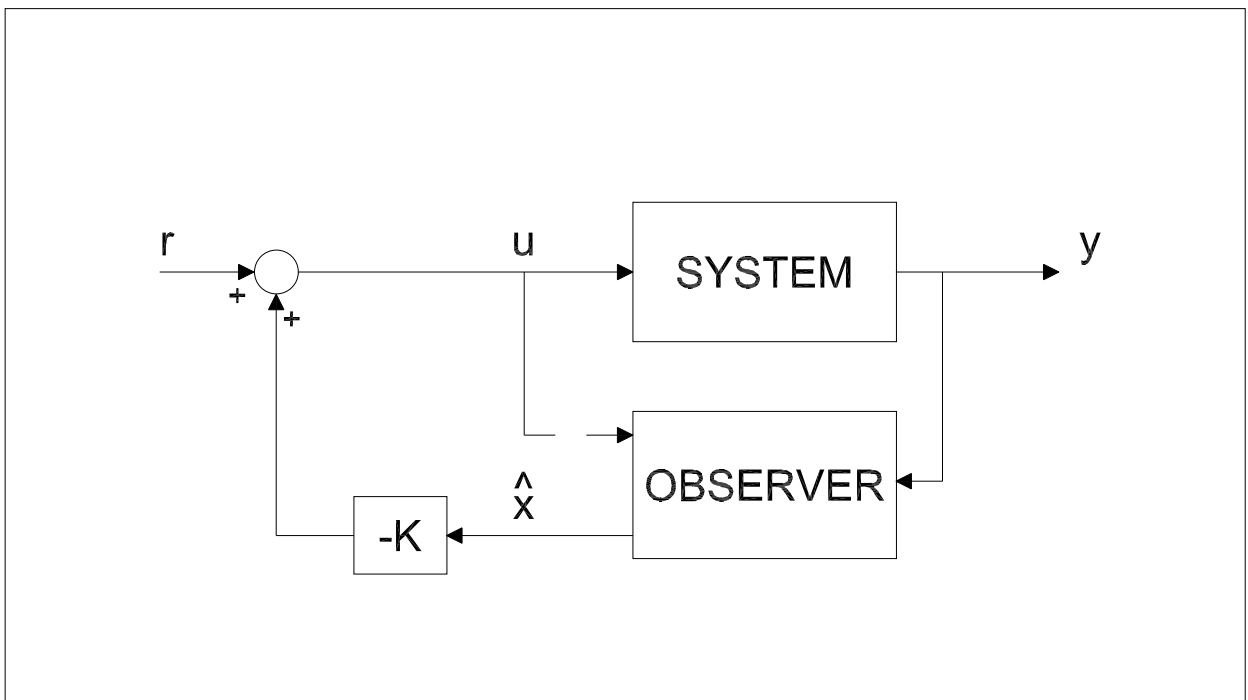 r
u
y
+
+
SYSTEM
OBSERVER
x̂
-K